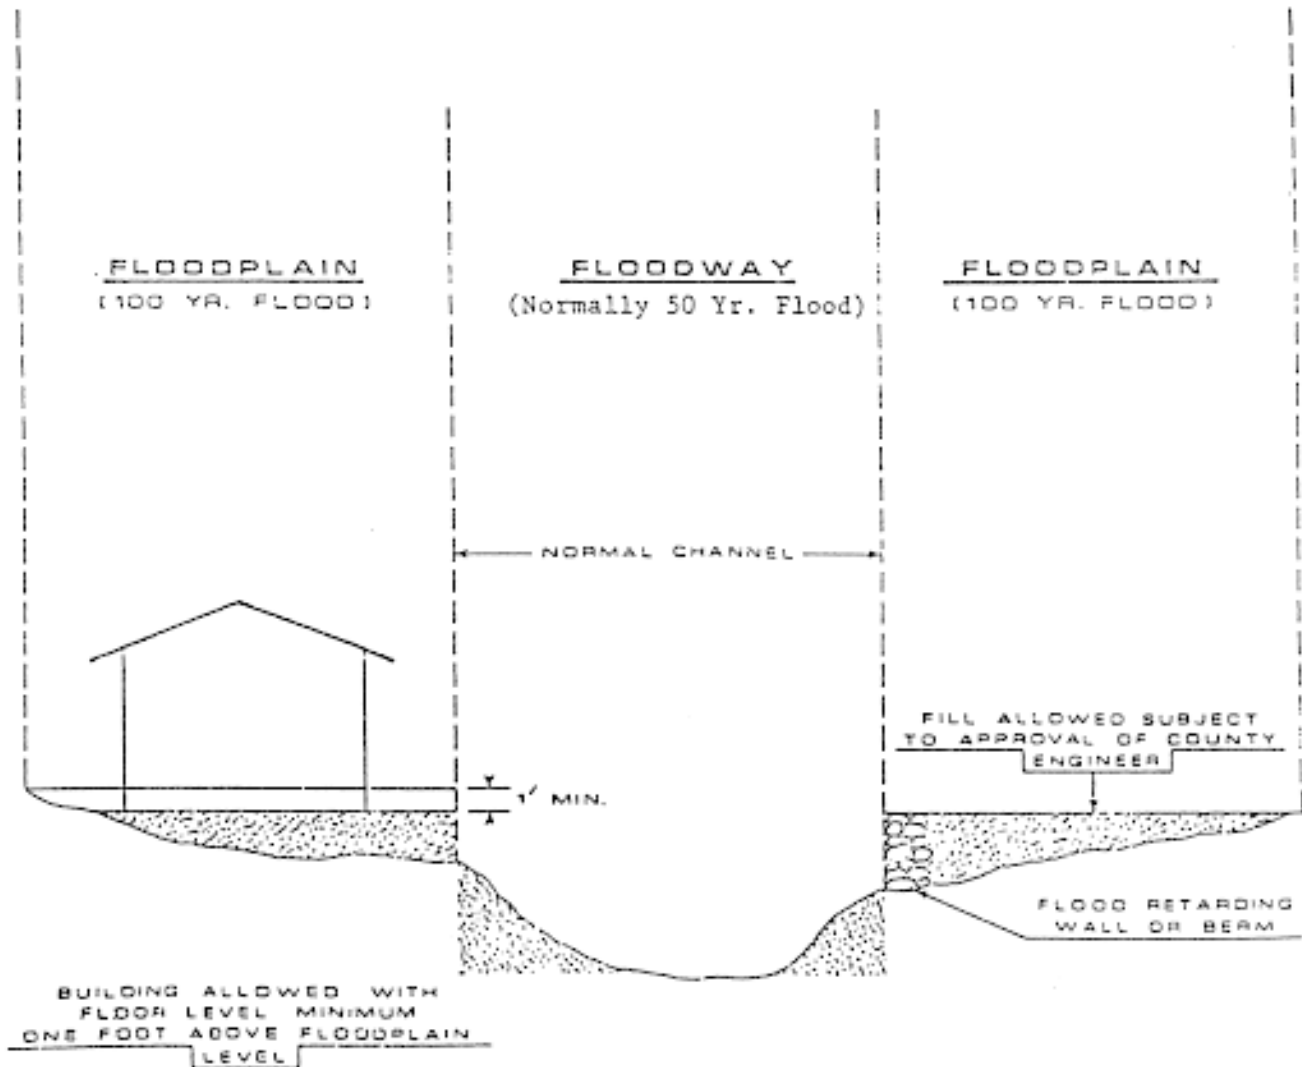 FLOODPLAIN
(100 YR. FLOOD)
FLOODWAY
(Normally 50 Yr. Flood)
FLOODPLAIN
(100 YR. FLOOD)
NORMAL CHANNEL
FILL ALLOWED SUBJECT
TO APPROVAL OF COUNTY
ENGINEER
1' MIN.
FLOOD RETARDING
WALL OR BERM
BUILDING ALLOWED WITH
FLOOR LEVEL MINIMUM
ONE FOOT ABOVE FLOODPLAIN
LEVEL